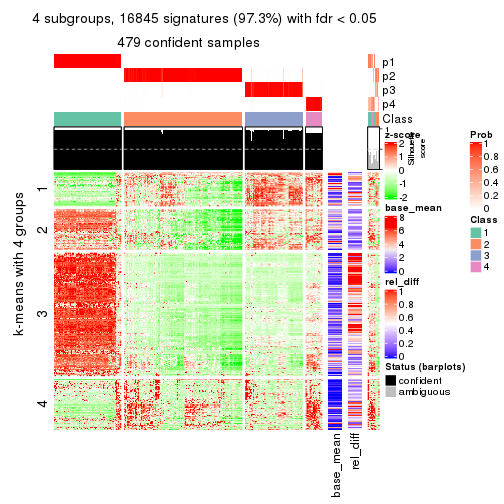 4 subgroups, 16845 signatures (97.3%) with fdr < 0.05
479 confident samples
p1
p2
p3
p4
Class
1
Silhouette
score
k-means with 4 groups
1
2
3
4
base_mean
rel_diff
z-score
2
1
0
-1
-2
base_mean
8
6
4
2
0
rel_diff
1
0.8
0.6
0.4
0.2
0
Prob
1
0.8
0.6
0.4
0.2
0
Class
1
2
3
4
Status (barplots)
confident
ambiguous